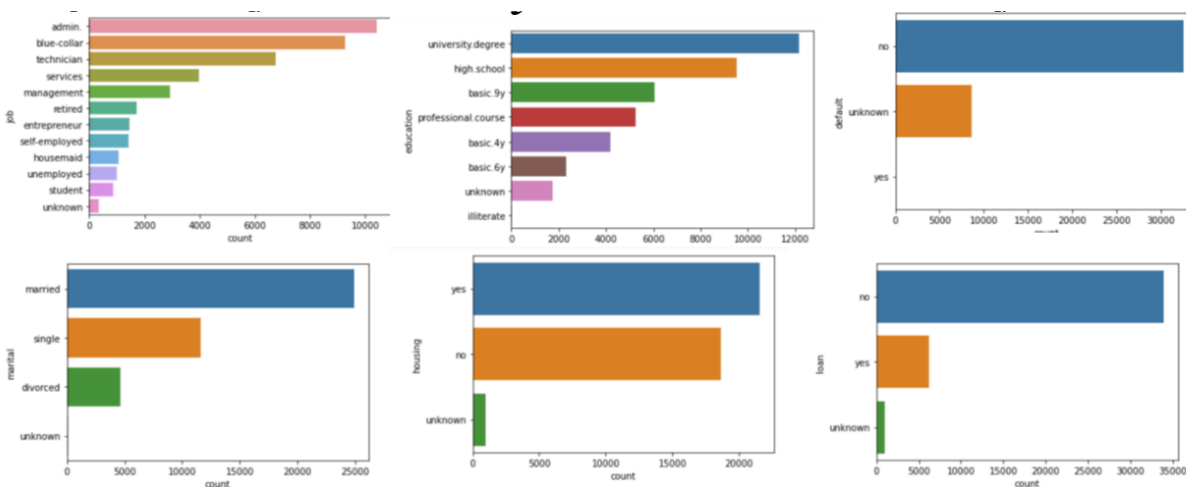 admin.
blue-collar
technician
services
management
retired
entrepreneur
self-employed
housemaid
unemployed
student
unknown
job
0 2000 4000 6000 8000 10000
count
university.degree
high.school
basic.9y
professional.course
basic.4y
basic.6y
unknown
illiterate
education
0 2000 4000 6000 8000 10000 12000
no
unknown
yes
default
0 5000 10000 15000 20000 25000 30000
married
single
divorced
unknown
marital
0 5000 10000 15000 20000 25000
count
yes
no
unknown
housing
0 5000 10000 15000 20000
count
no
yes
unknown
loan
0 5000 10000 15000 20000 25000 30000 35000
count